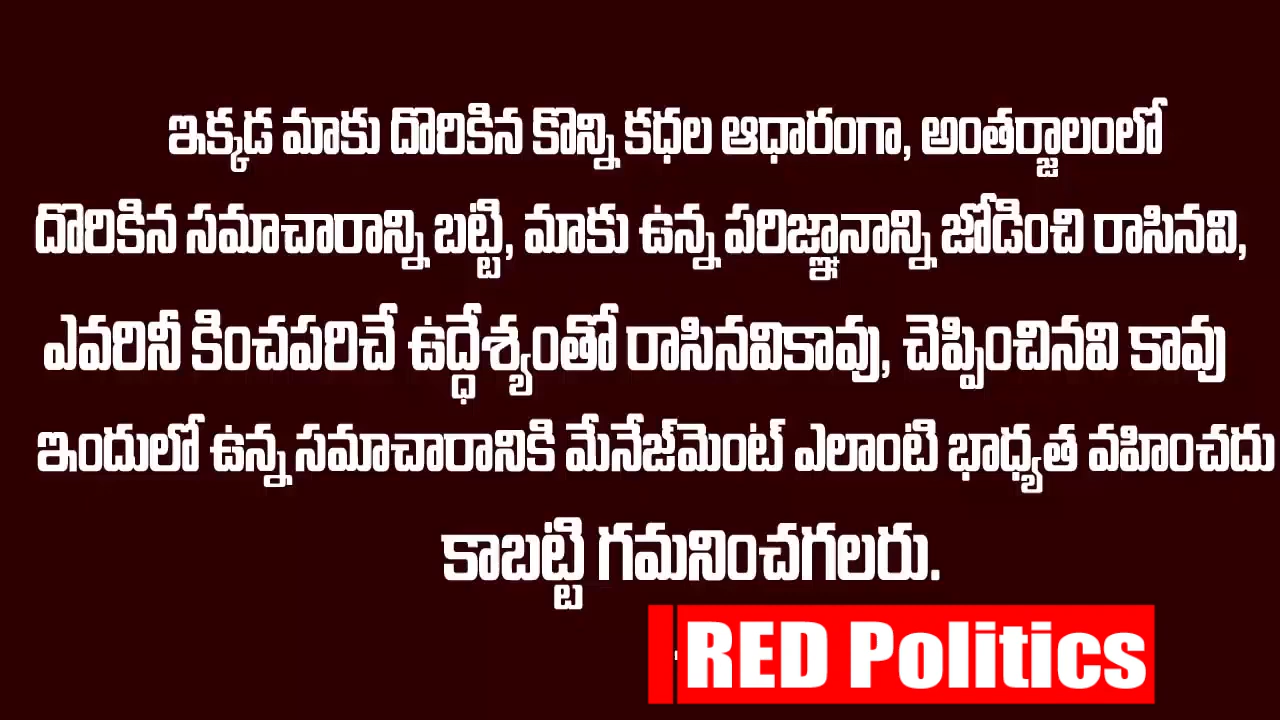 ఇక్కడ మాకు దొరికిన కొన్ని కధల ఆధారంగా, అంతర్జాలంలో
దొరికిన సమాచారాన్ని బట్టి, మాకు ఉన్న పరిజ్ఞానాన్ని జోడించి రాసినవి,
ఎవరినీ కించపరిచే ఉద్ధేశ్యంతో రాసినవికావు, చెప్పించినవి కావు
ఇందులో ఉన్న సమాచారానికి మేనేజ్‌మెంట్ ఎలాంటి భాధ్యత వహించదు
కాబట్టి గమనించగలరు.
RED Politics